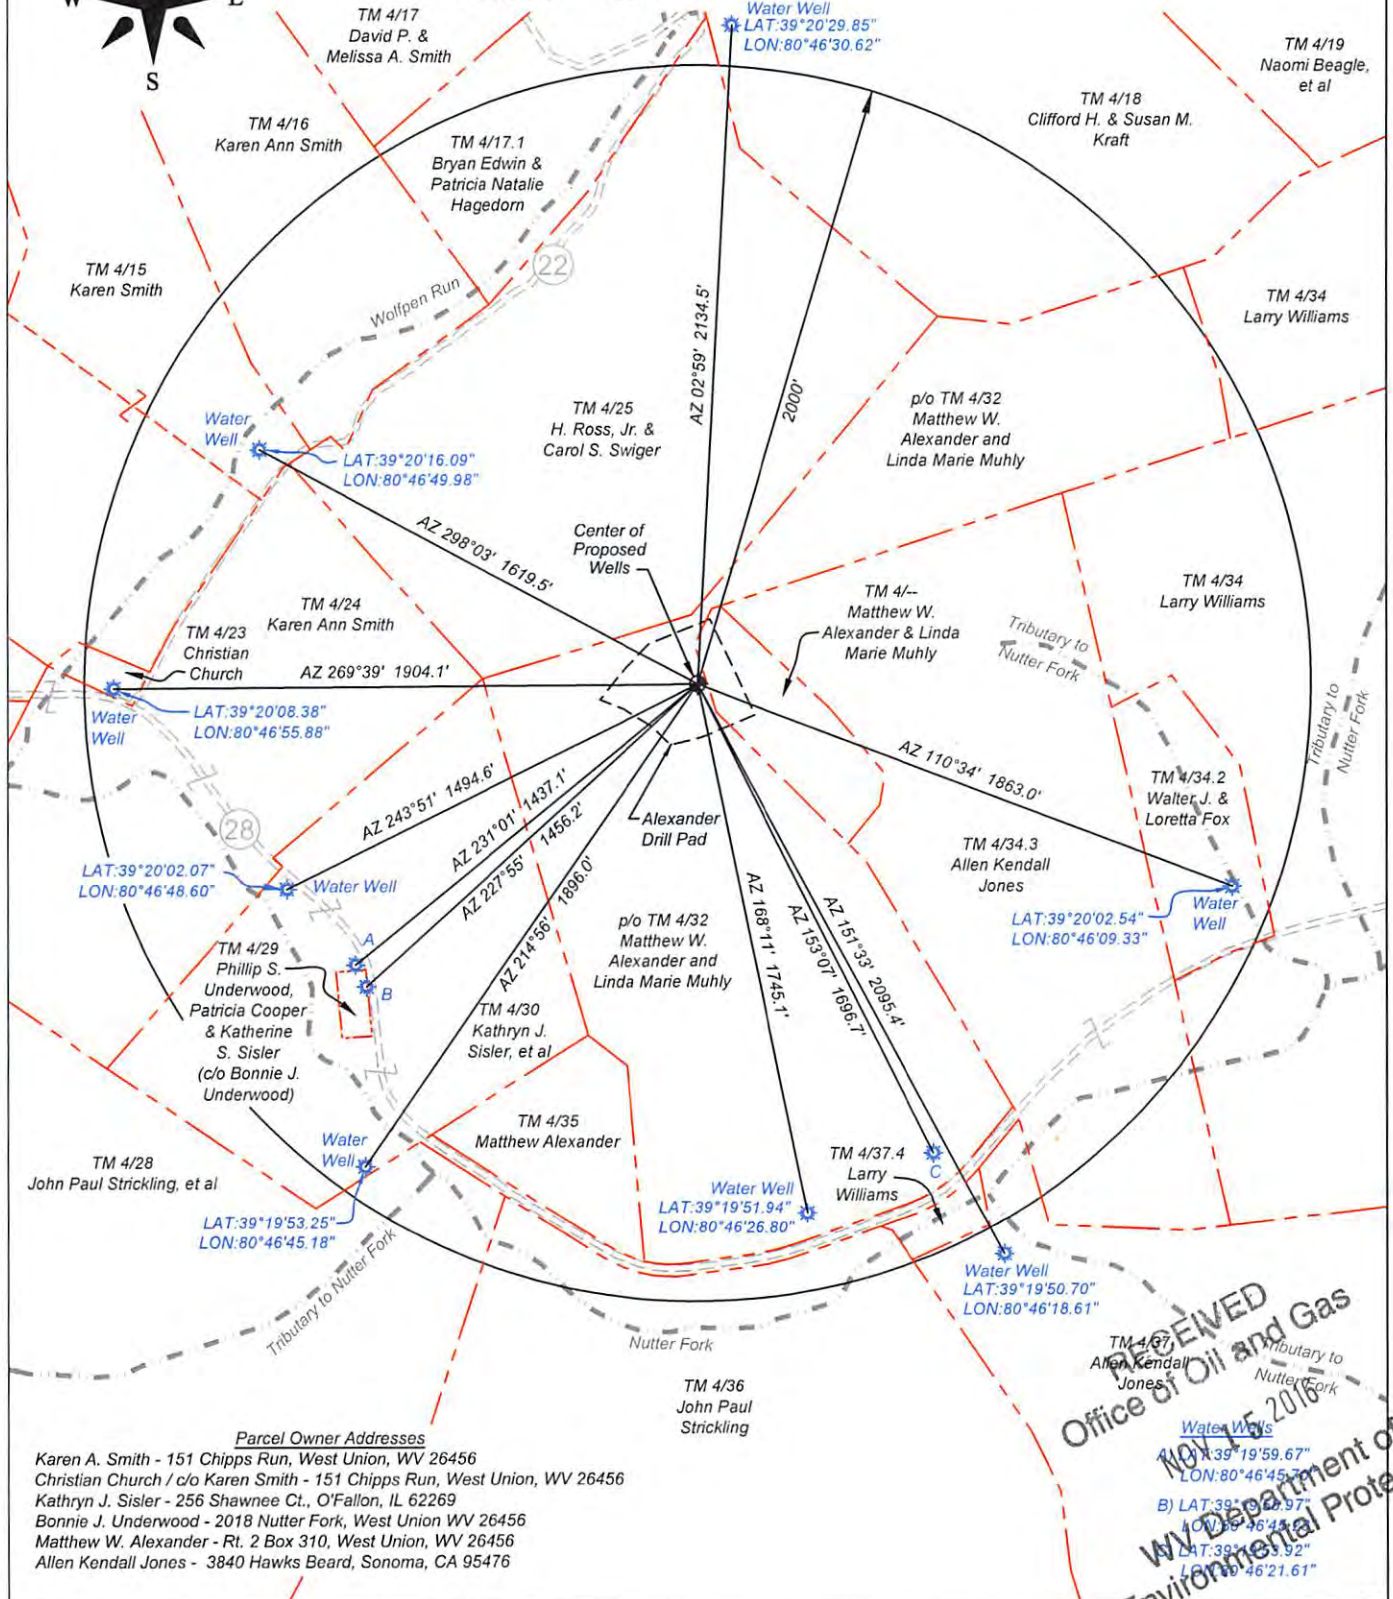 W
E
S
TM 4/17
David P. &
Melissa A. Smith
Water Well
LAT:39°20'29.85"
LON:80°46'30.62"
TM 4/19
Naomi Beagle,
et al
TM 4/16
Karen Ann Smith
TM 4/18
Clifford H. & Susan M.
Kraft
TM 4/17.1
Bryan Edwin &
Patricia Natalie
Hagedorn
TM 4/15
Karen Smith
22
Wolfpen Run
TM 4/34
Larry Williams
AZ 02°59' 2134.5'
2000'
TM 4/25
H. Ross, Jr. &
Carol S. Swiger
p/o TM 4/32
Matthew W.
Alexander and
Linda Marie Muhly
Water
Well
LAT:39°20'16.09"
LON:80°46'49.98"
AZ 298°03' 1619.5'
Center of
Proposed
Wells
TM 4/24
Karen Ann Smith
TM 4/23
Christian
Church
AZ 269°39' 1904.1'
TM 4/--
Matthew W.
Alexander & Linda
Marie Muhly
TM 4/34
Larry Williams
Tributary to
Nutter Fork
Water
Well
LAT:39°20'08.38"
LON:80°46'55.88"
Tributary to
Nutter Fork
AZ 110°34' 1863.0'
AZ 243°51' 1494.6'
AZ 231°01' 1437.1'
AZ 227°55' 1456.2'
AZ 214°56' 1896.0'
TM 4/34.2
Walter J. &
Loretta Fox
28
Alexander
Drill Pad
TM 4/34.3
Allen Kendall
Jones
LAT:39°20'02.07"
LON:80°46'48.60"
Water Well
AZ 168°11' 1745.1'
AZ 153°07' 1696.7'
AZ 151°33' 2095.4'
LAT:39°20'02.54"
LON:80°46'09.33"
Water
Well
p/o TM 4/32
Matthew W.
Alexander and
Linda Marie Muhly
A
B
TM 4/29
Phillip S.
Underwood,
Patricia Cooper
& Katherine
S. Sisler
(c/o Bonnie J.
Underwood)
TM 4/30
Kathryn J.
Sisler, et al
TM 4/35
Matthew Alexander
Water
Well
TM 4/28
John Paul Strickling, et al
TM 4/37.4
Larry
Williams
C
Water Well
LAT:39°19'51.94"
LON:80°46'26.80"
LAT:39°19'53.25"
LON:80°46'45.18"
Tributary to Nutter Fork
Water Well
LAT:39°19'50.70"
LON:80°46'18.61"
Nutter Fork
TM 4/37
Allen Kendall
Jones
Tributary to
Nutter Fork
TM 4/36
John Paul
Strickling
RECEIVED
Office of Oil and Gas
NOV 15 2016
WV Department of
Environmental Prote
Parcel Owner Addresses
Karen A. Smith - 151 Chipps Run, West Union, WV 26456
Christian Church / c/o Karen Smith - 151 Chipps Run, West Union, WV 26456
Kathryn J. Sisler - 256 Shawnee Ct., O'Fallon, IL 62269
Bonnie J. Underwood - 2018 Nutter Fork, West Union WV 26456
Matthew W. Alexander - Rt. 2 Box 310, West Union, WV 26456
Allen Kendall Jones - 3840 Hawks Beard, Sonoma, CA 95476
Water Wells
A) LAT:39°19'59.67"
B)
LON:80°46'21.61"